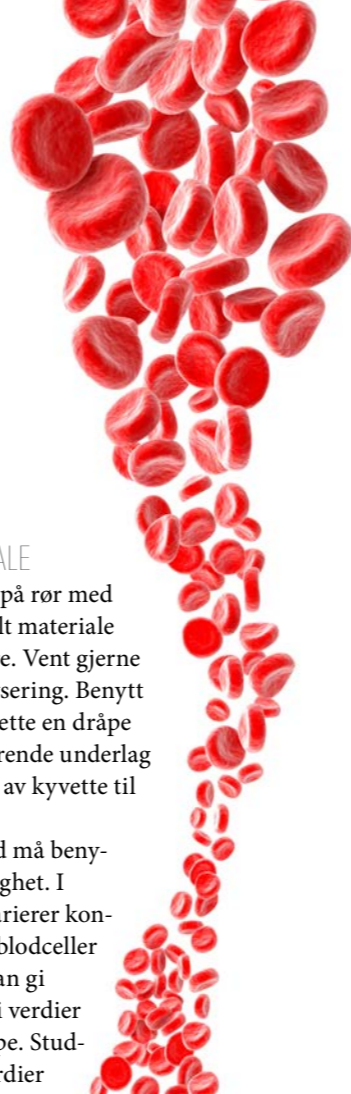 ALE
på rør med
lt materiale
e. Vent gjerne
sering. Benytt
ette en dråpe
rende underlag
av kyvette til
d må beny-
ghet. I
arierer kon-
blodceller
an gi
i verdier
pe. Stud-
rdier